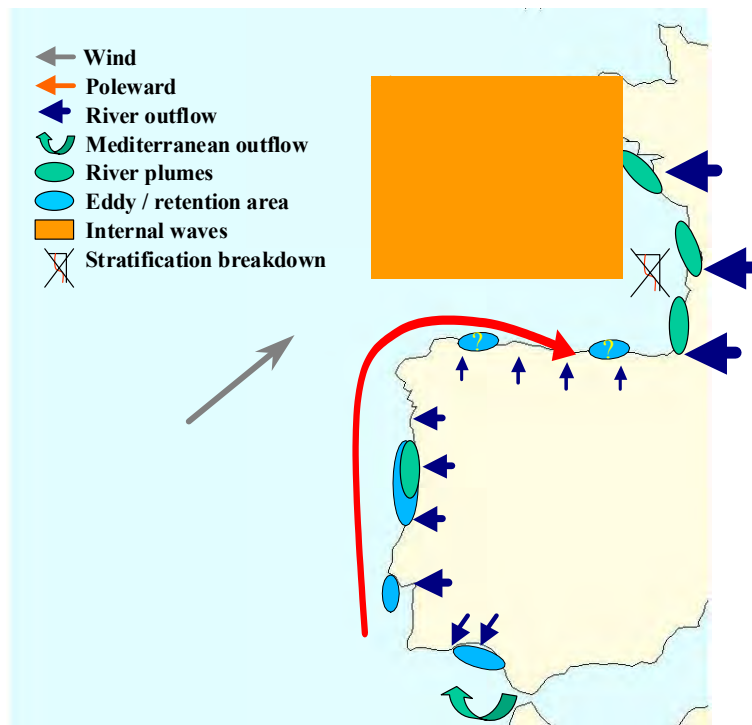 Wind
Poleward
River outflow
Mediterranean outflow
River plumes
Eddy / retention area
Internal waves
Stratification breakdown
?
?